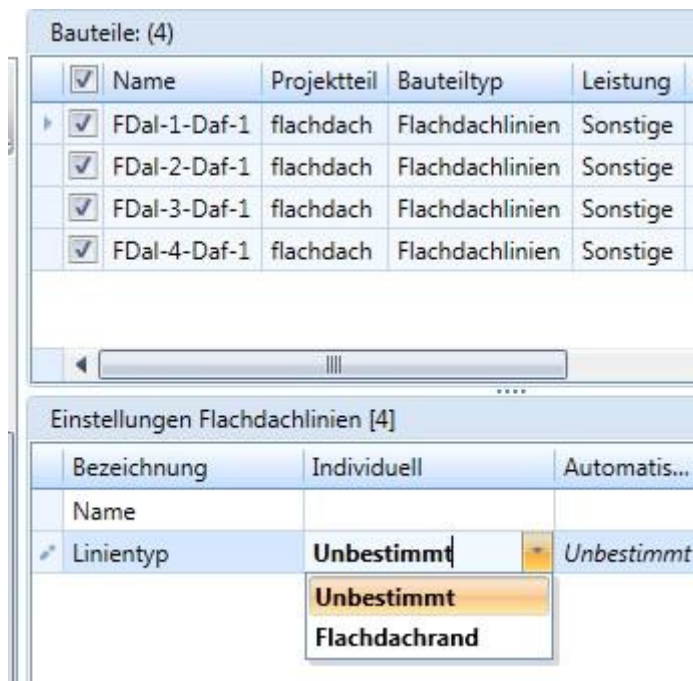 Bauteile: (4)
Name Projektteil Bauteiltyp Leistung
FDal-1-Daf-1 flachdach Flachdachlinien Sonstige
FDal-2-Daf-1 flachdach Flachdachlinien Sonstige
FDal-3-Daf-1 flachdach Flachdachlinien Sonstige
FDal-4-Daf-1 flachdach Flachdachlinien Sonstige
Einstellungen Flachdachlinien [4]
Bezeichnung Individuell Automatis...
Name
Linientyp Unbestimmt Unbestimmt
Unbestimmt
Flachdachrand